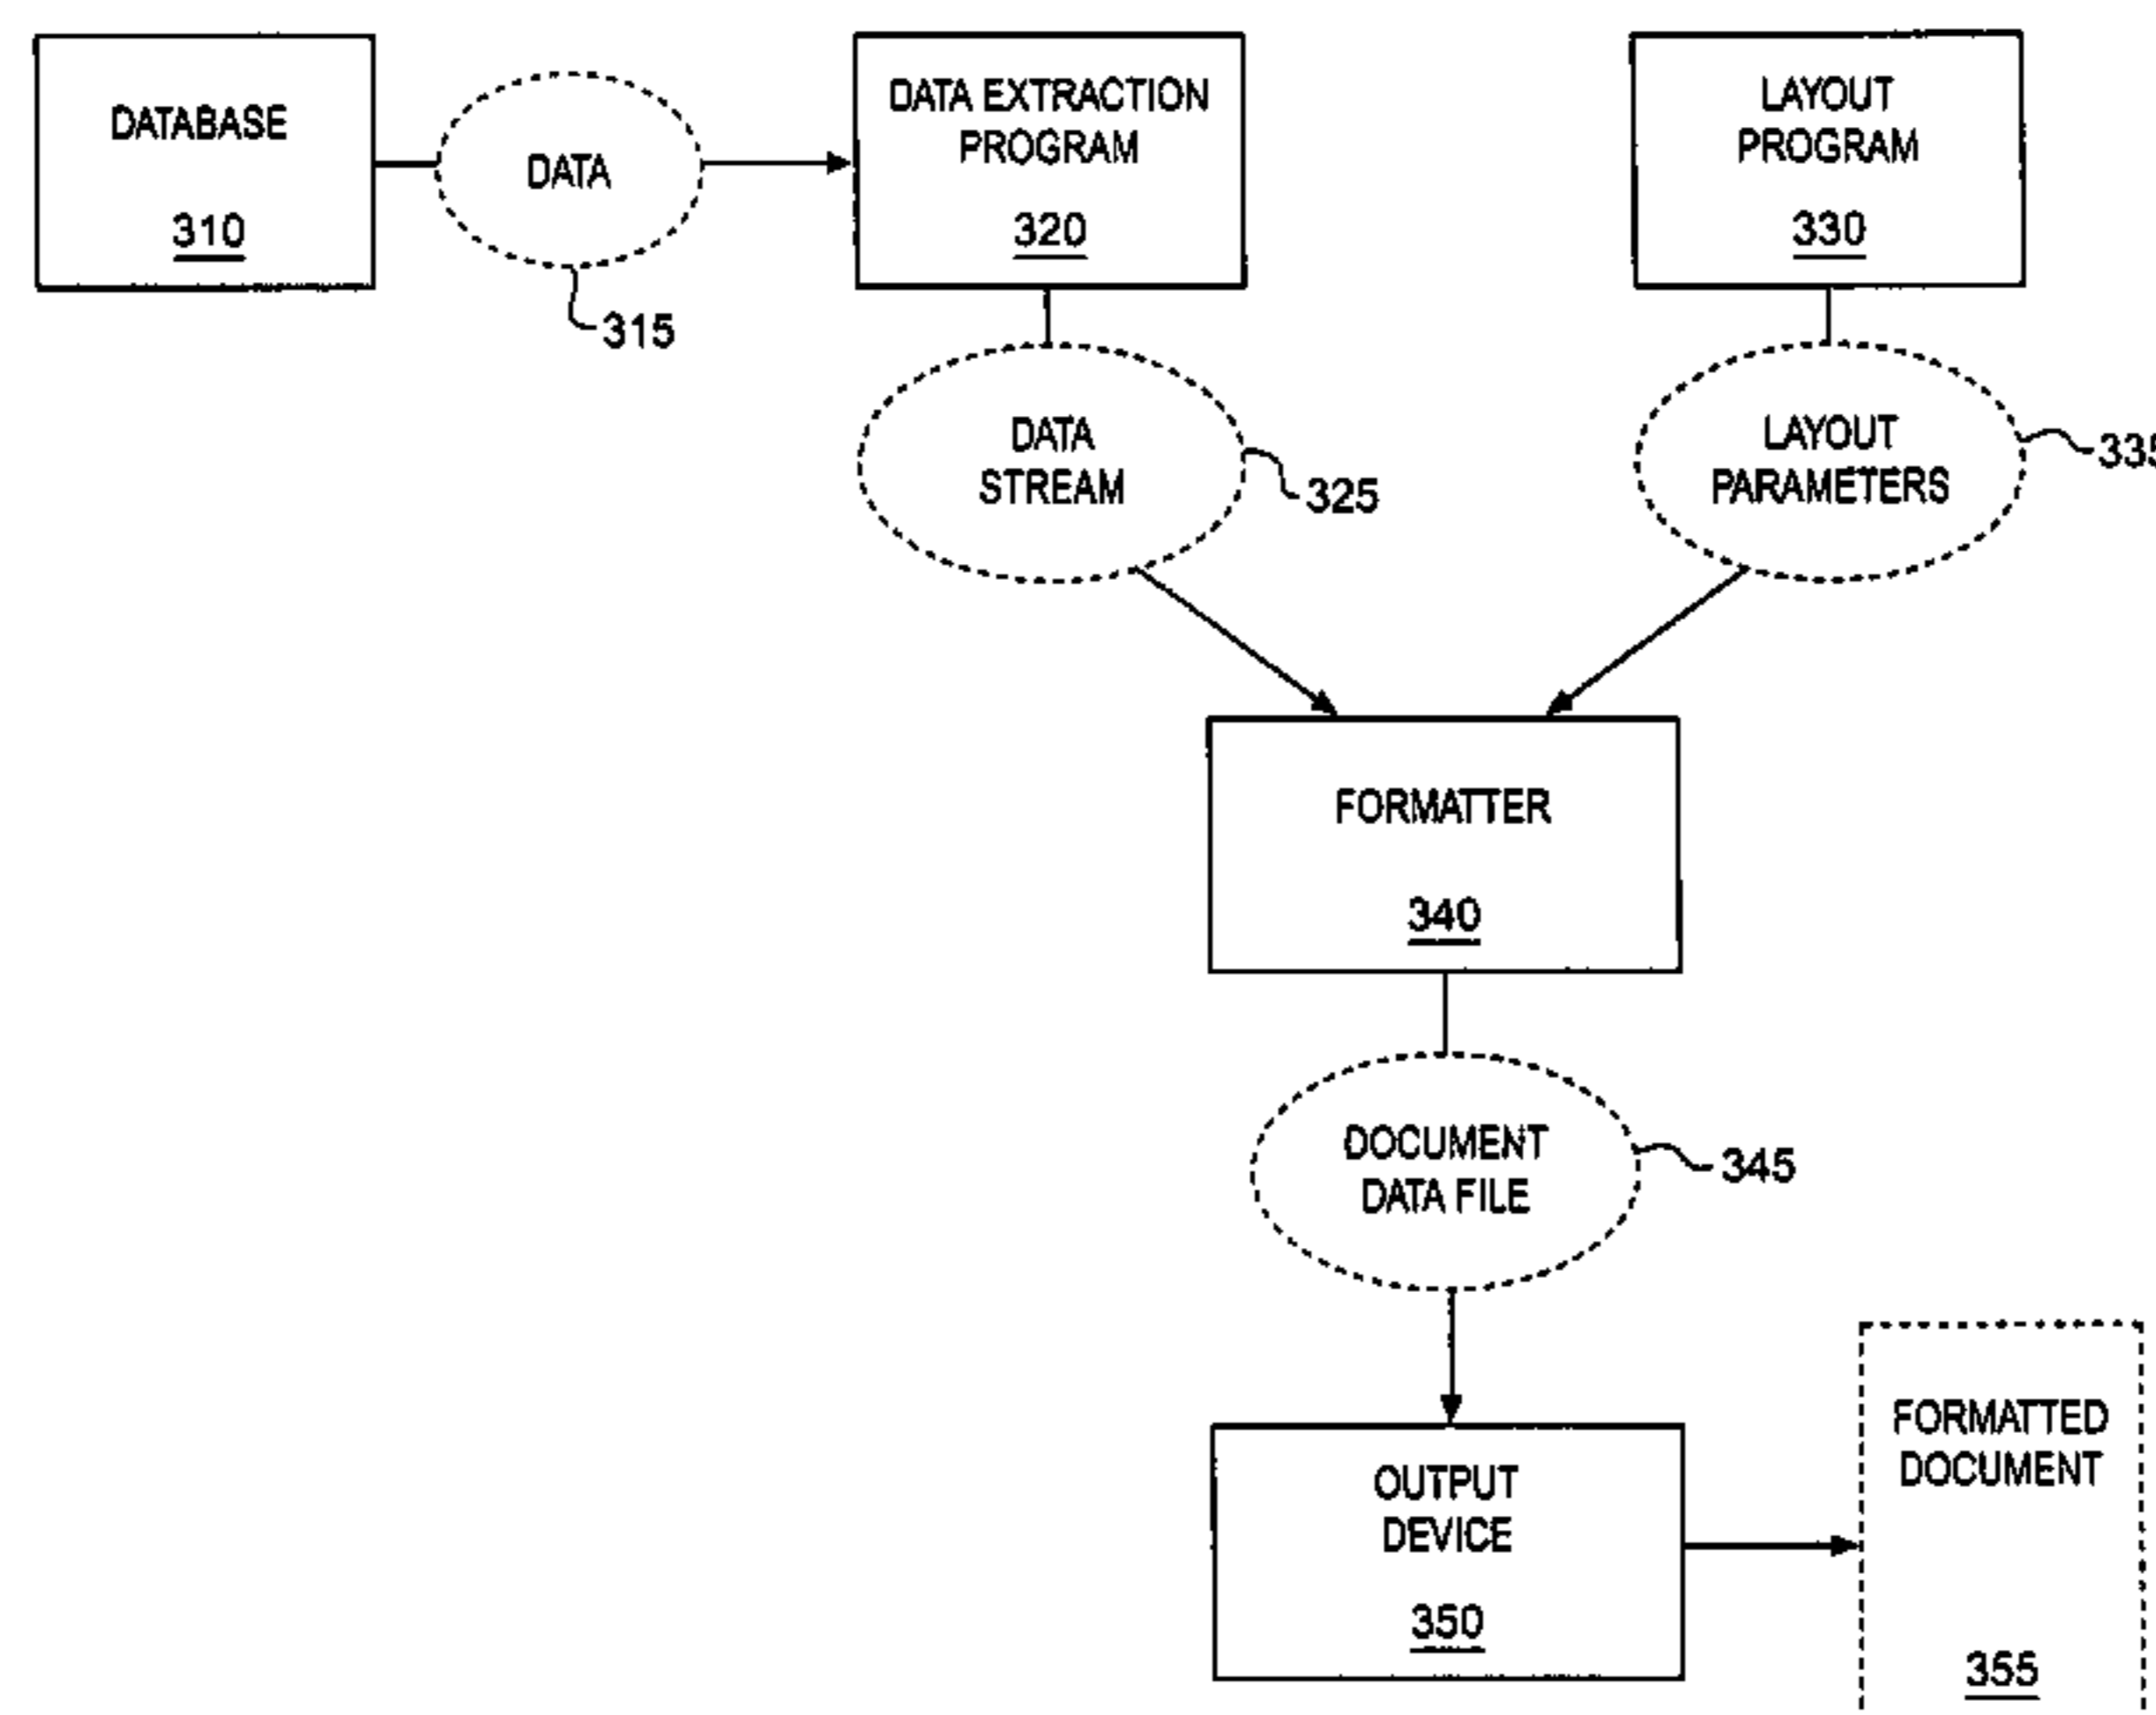 DATABASE
310
DATA
315
DATA EXTRACTION
PROGRAM
320
LAYOUT
PROGRAM
330
DATA
STREAM
325
LAYOUT
PARAMETERS
335
FORMATTER
340
DOCUMENT
DATA FILE
345
OUTPUT
DEVICE
350
FORMATTED
DOCUMENT
355